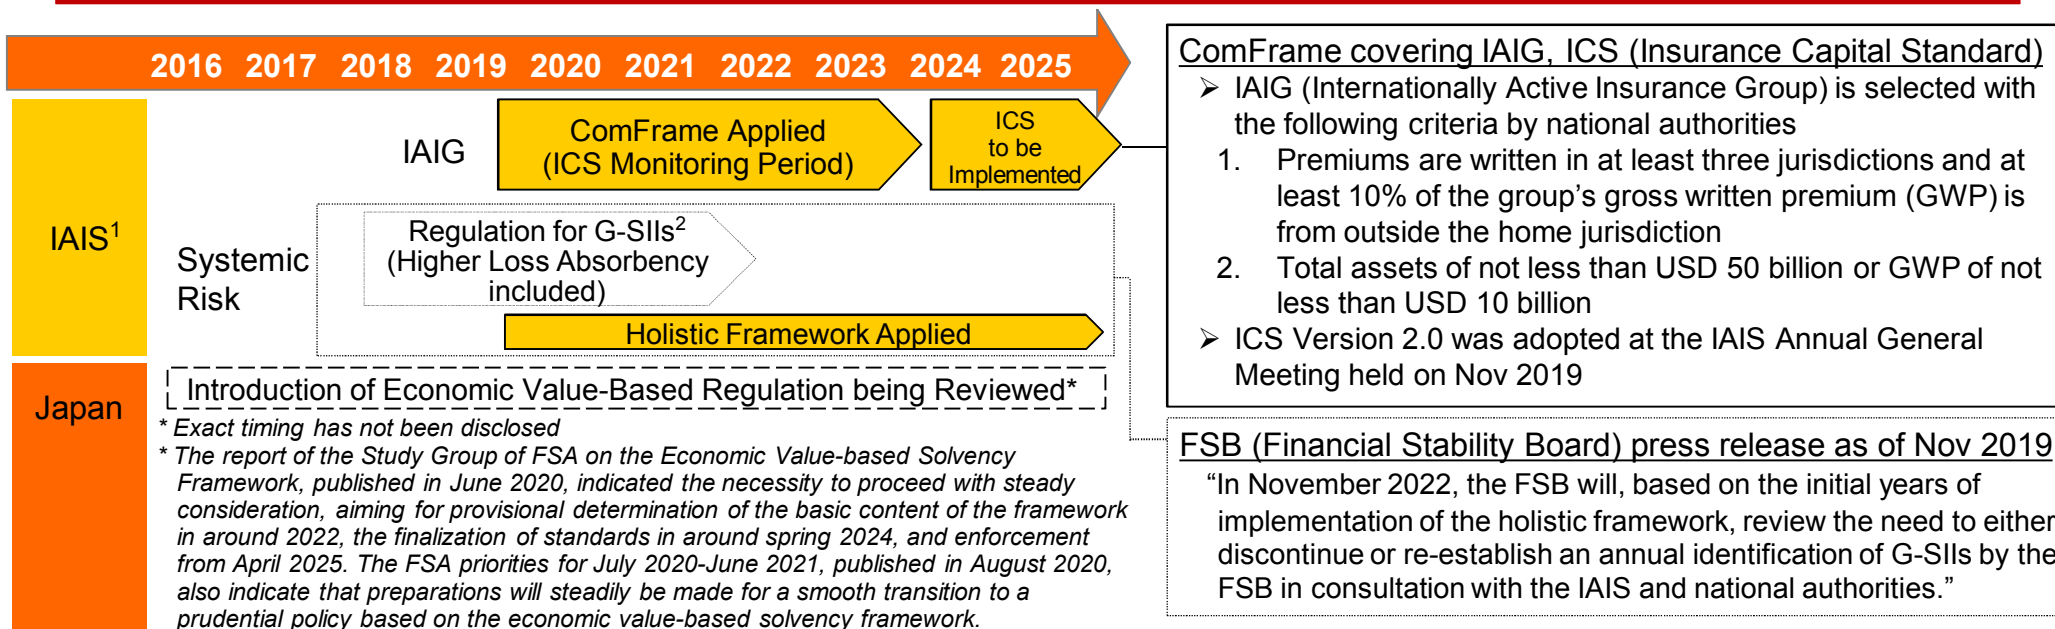 2016 2017 2018 2019 2020 2021 2022 2023 2024 2025
IAIS1
IAIG
ComFrame Applied
(ICS Monitoring Period)
ICS
to be
Implemented
Systemic
Risk
Regulation for G-SIIs2
(Higher Loss Absorbency
included)
Holistic Framework Applied
Japan
Introduction of Economic Value-Based Regulation being Reviewed*
* Exact timing has not been disclosed
* The report of the Study Group of FSA on the Economic Value-based Solvency
Framework, published in June 2020, indicated the necessity to proceed with steady
consideration, aiming for provisional determination of the basic content of the framework
in around 2022, the finalization of standards in around spring 2024, and enforcement
from April 2025. The FSA priorities for July 2020-June 2021, published in August 2020,
also indicate that preparations will steadily be made for a smooth transition to a
prudential policy based on the economic value-based solvency framework.
ComFrame covering IAIG, ICS (Insurance Capital Standard)
➢ IAIG (Internationally Active Insurance Group) is selected with
the following criteria by national authorities
1. Premiums are written in at least three jurisdictions and at
least 10% of the group’s gross written premium (GWP) is
from outside the home jurisdiction
2. Total assets of not less than USD 50 billion or GWP of not
less than USD 10 billion
➢ ICS Version 2.0 was adopted at the IAIS Annual General
Meeting held on Nov 2019
FSB (Financial Stability Board) press release as of Nov 2019
“In November 2022, the FSB will, based on the initial years of
implementation of the holistic framework, review the need to either
discontinue or re-establish an annual identification of G-SIIs by the
FSB in consultation with the IAIS and national authorities.”